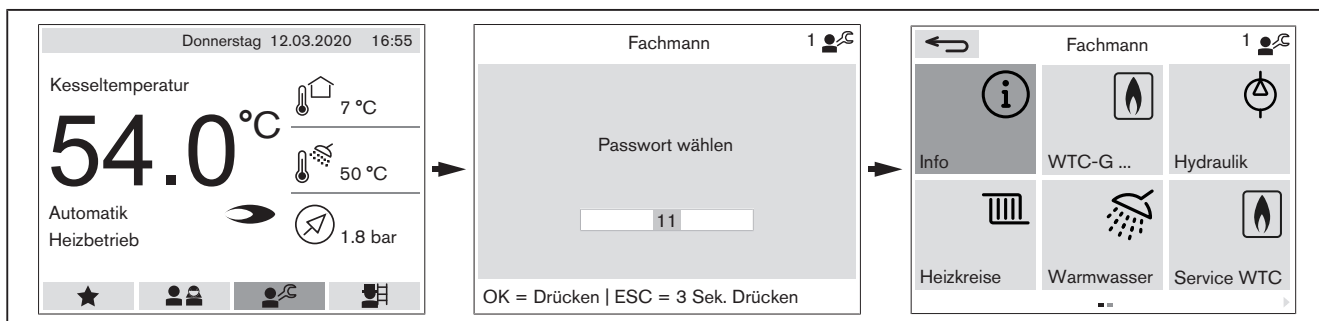 Donnerstag 12.03.2020 16:55
Kesseltemperatur
54.0 °C
7 °C
50 °C
1.8 bar
Automatik
Heizbetrieb
Fachmann 1
Passwort wählen
11
OK = Drücken | ESC = 3 Sek. Drücken
Fachmann 1
Info
WTC-G ...
Hydraulik
Heizkreise
Warmwasser
Service WTC